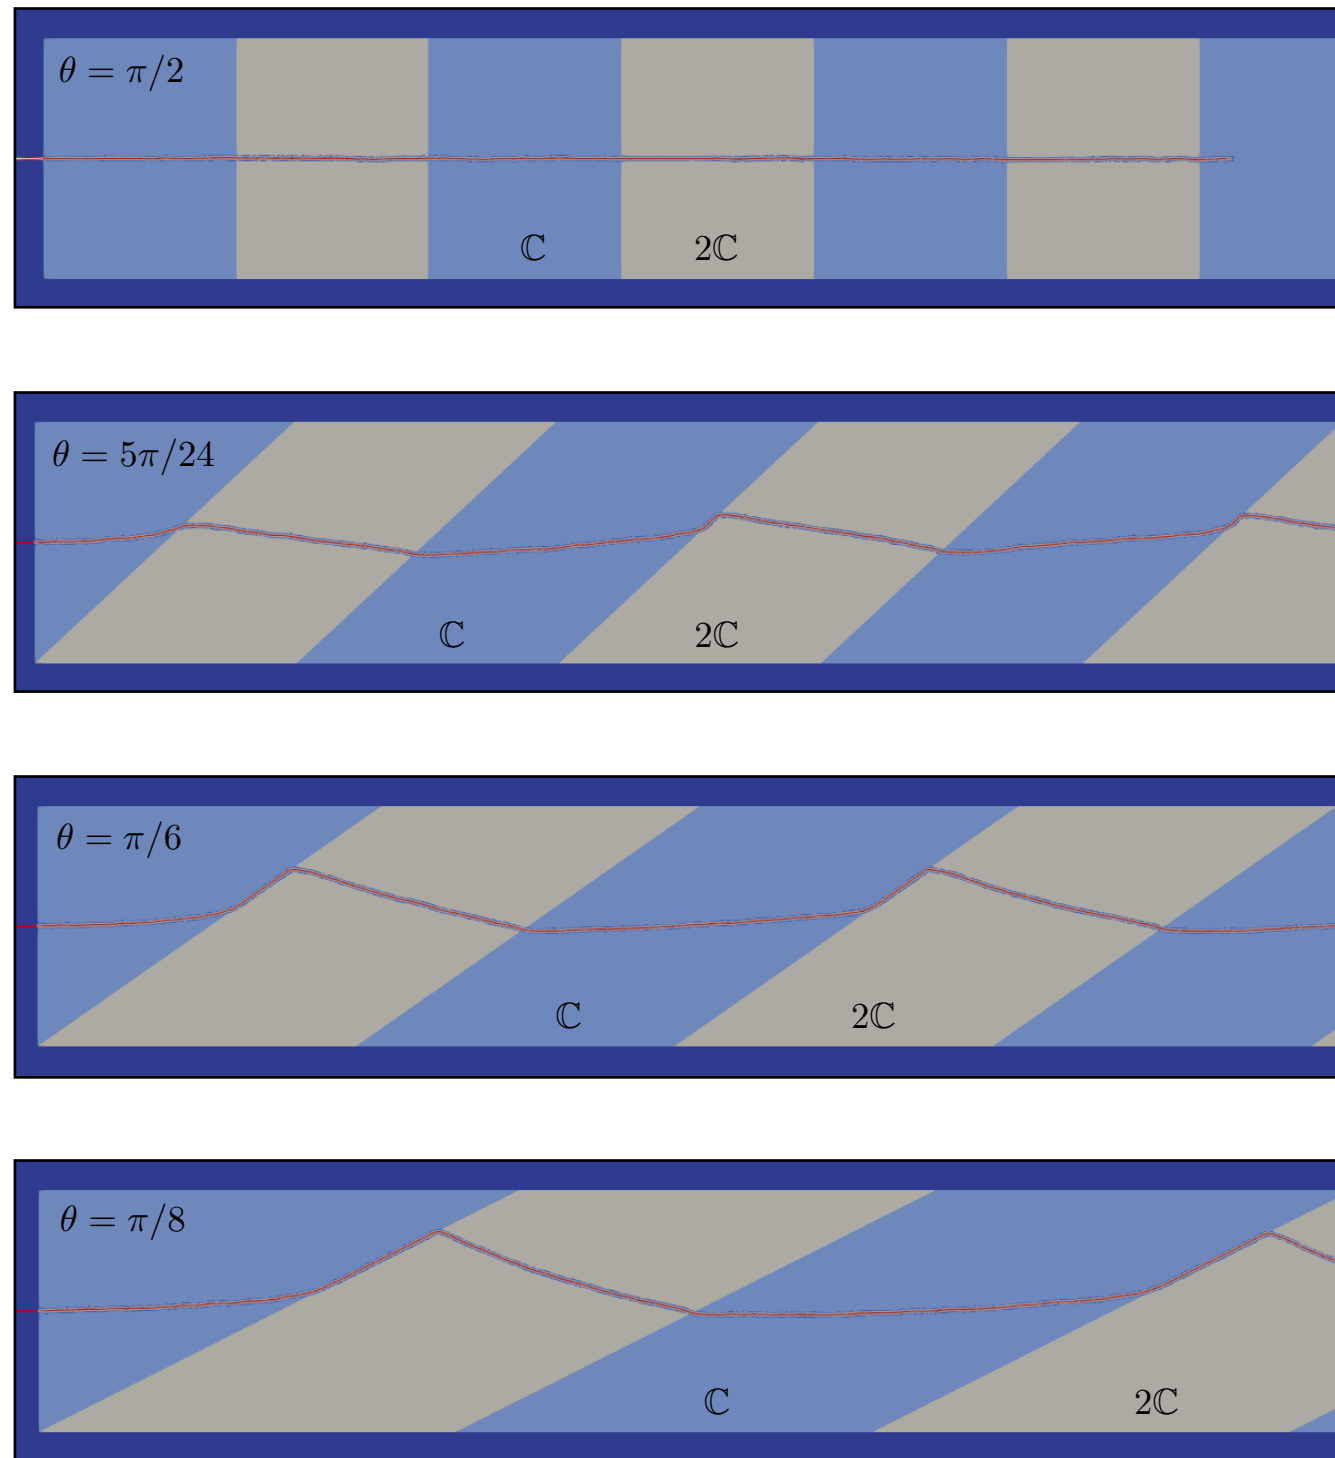 θ = π/2
ℂ 2ℂ
θ = 5π/24
ℂ 2ℂ
θ = π/6
ℂ 2ℂ
θ = π/8
ℂ 2ℂ